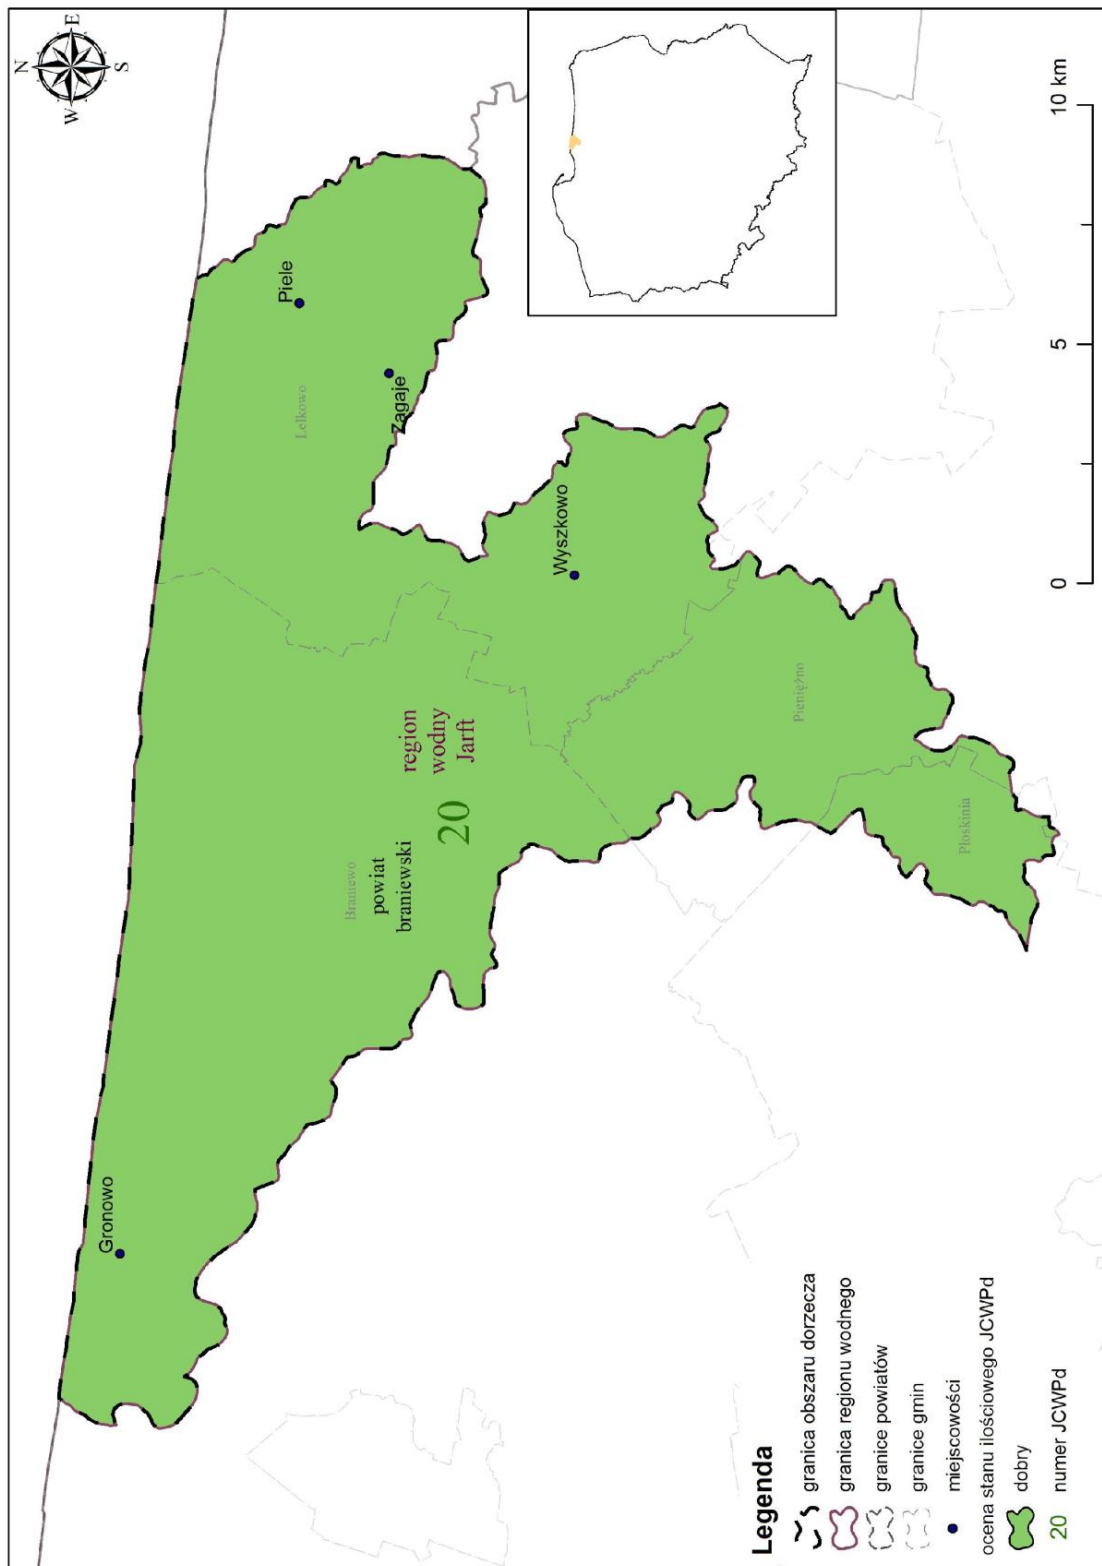 N
E
W
S
Gronowo
Piele
Lelkowo
Zagaje
Braniewo
powiat
braniewski
region
wodny
Jarft
20
Wyszkowo
Pieniężno
Płoskinia
Legenda
granica obszaru dorzecza
granica regionu wodnego
granice powiatów
granice gmin
miejscowości
ocena stanu ilościowego JCWPd
dobry
20 numer JCWPd
0 5 10 km